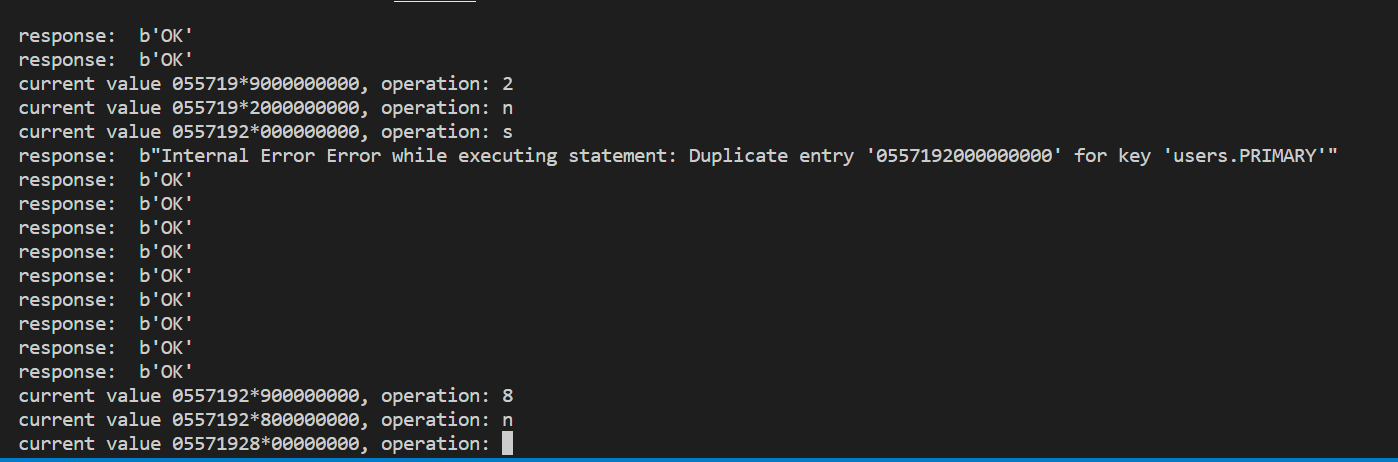 response:  b'OK'
response:  b'OK'
current value 055719*9000000000, operation: 2
current value 055719*2000000000, operation: n
current value 0557192*000000000, operation: s
response:  b"Internal Error Error while executing statement: Duplicate entry '0557192000000000' for key 'users.PRIMARY'"
response:  b'OK'
response:  b'OK'
response:  b'OK'
response:  b'OK'
response:  b'OK'
response:  b'OK'
response:  b'OK'
response:  b'OK'
response:  b'OK'
current value 0557192*900000000, operation: 8
current value 0557192*800000000, operation: n
current value 05571928*00000000, operation: